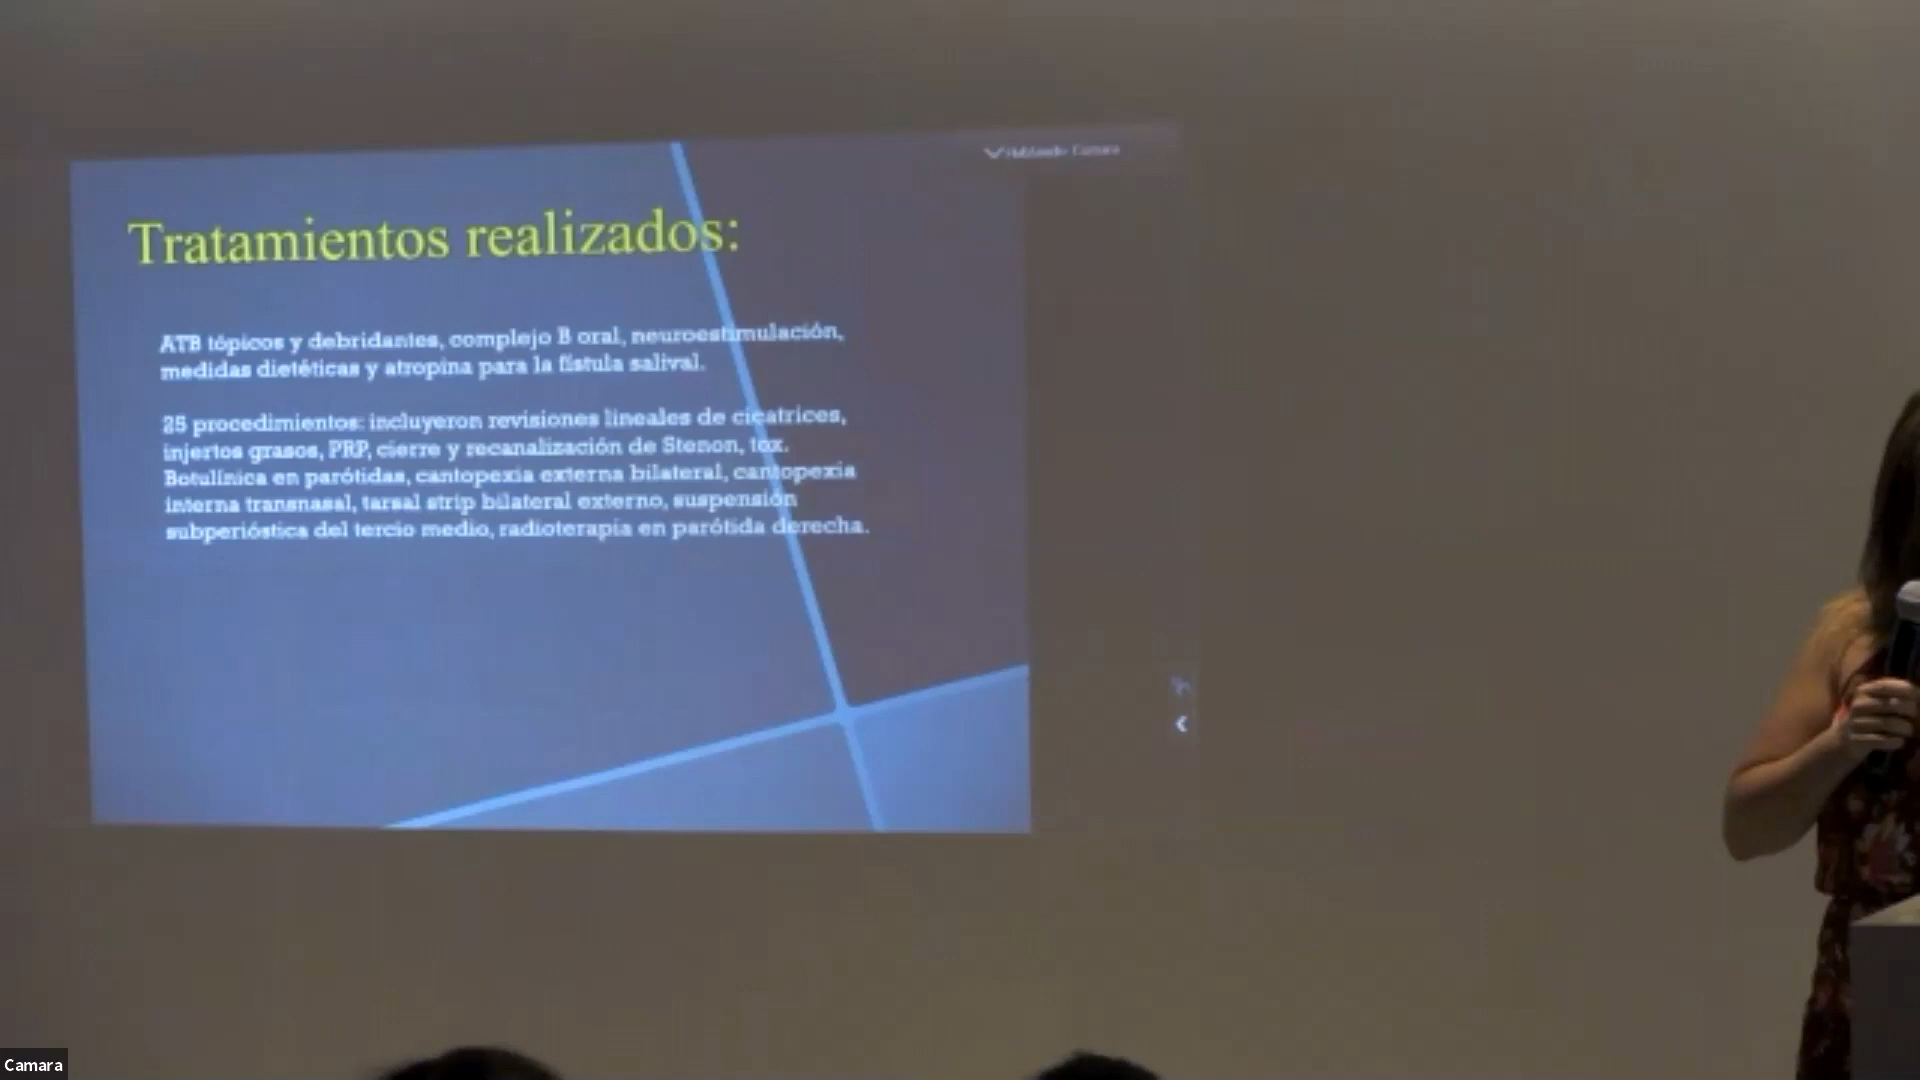 Hablando: Camara
Tratamientos realizados:
ATB tópicos y debridantes, complejo B oral, neuroestimulación,
medidas dietéticas y atropina para la fístula salival.
25 procedimientos: incluyeron revisiones lineales de cicatrices,
injertos grasos, PRP, cierre y recanalización de Stenon, tox.
Botulínica en parótidas, cantopexia externa bilateral, cantopexia
interna transnasal, tarsal strip bilateral externo, suspensión
subperióstica del tercio medio, radioterapia en parótida derecha.
Camara